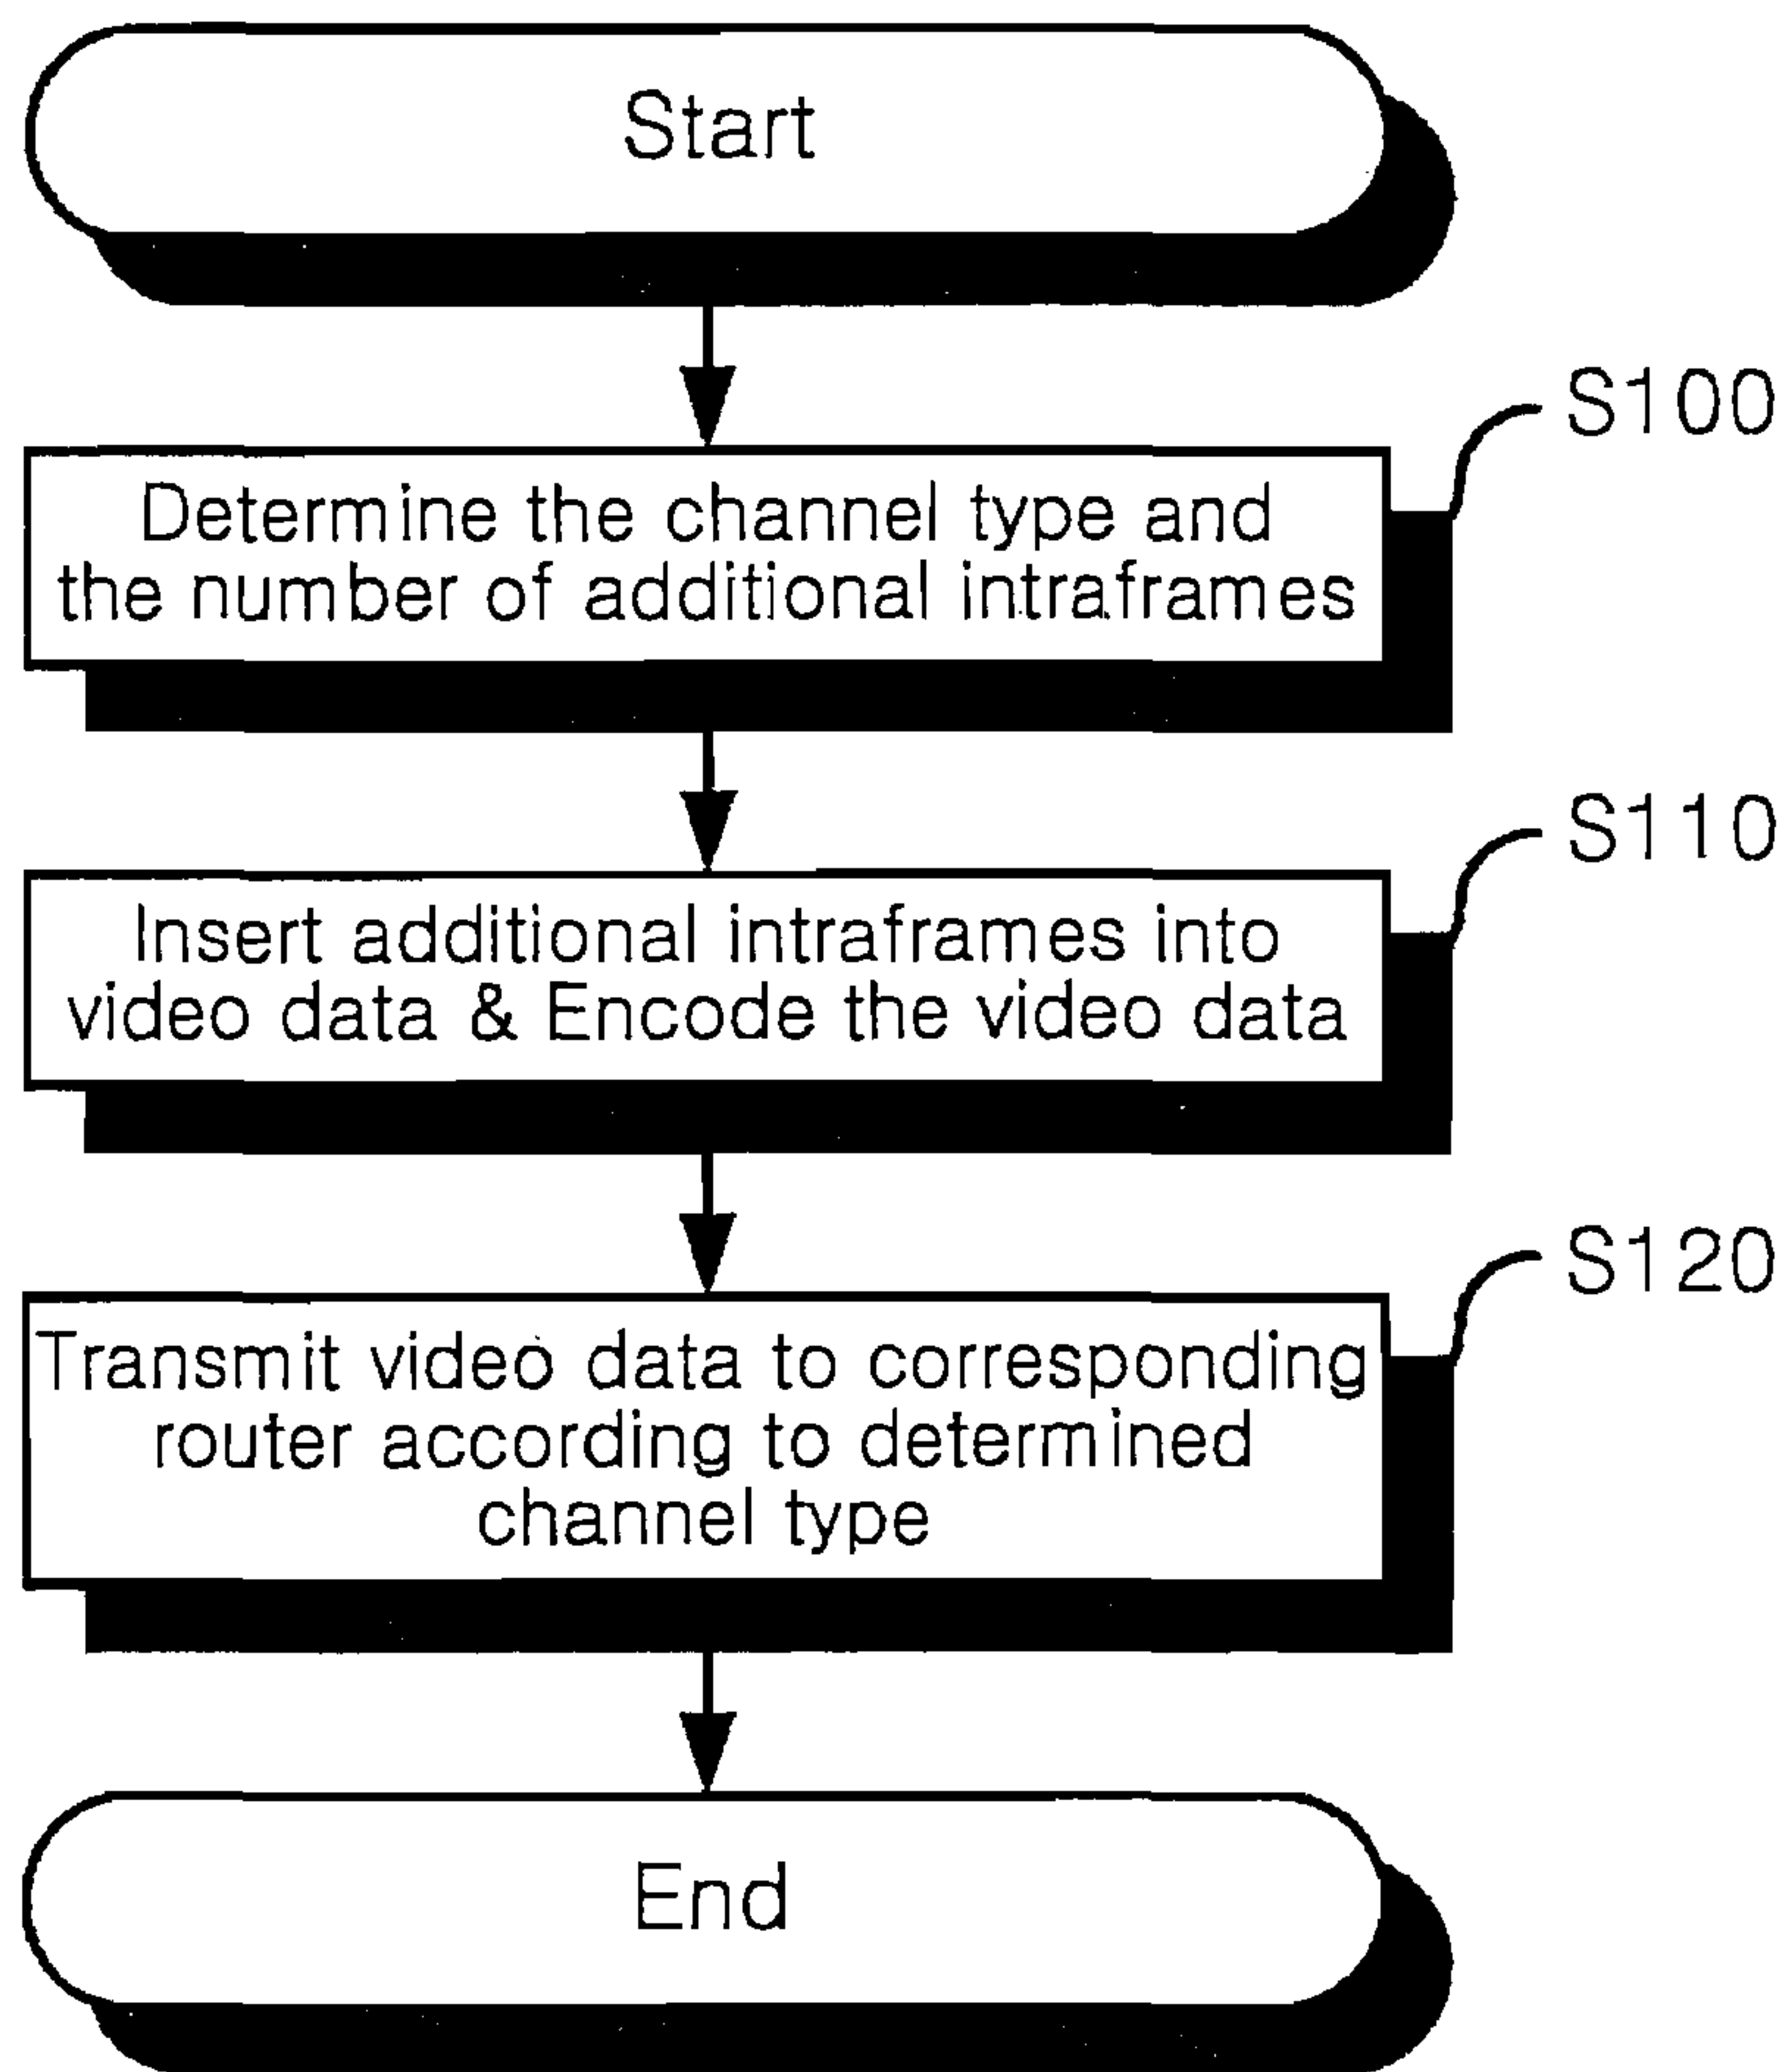 Start
S100
Determine the channel type and
the number of additional intraframes
S110
Insert additional intraframes into
video data & Encode the video data
S120
Transmit video data to corresponding
router according to determined
channel type
End